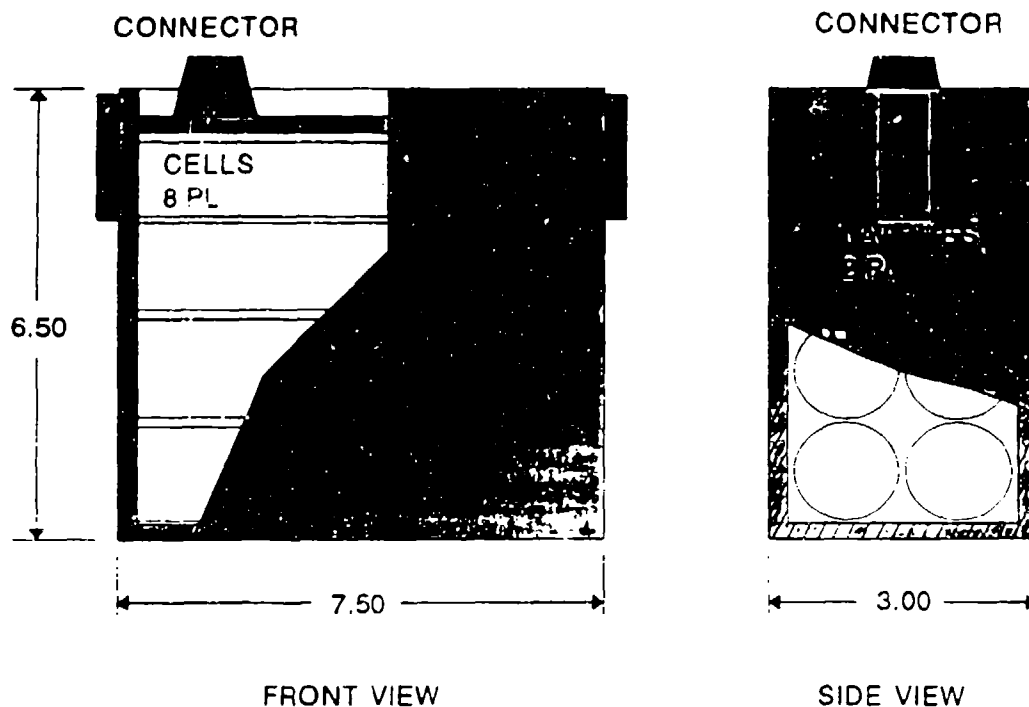 CONNECTOR
CELLS
8 PL
6.50
7.50
FRONT VIEW
CONNECTOR
3.00
SIDE VIEW